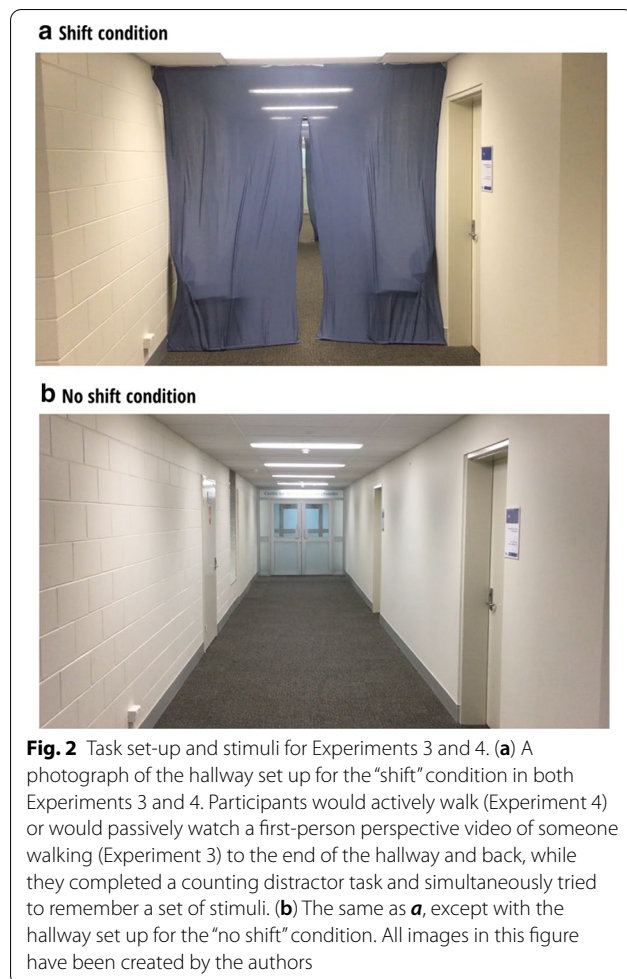 a Shift condition
b No shift condition
Fig. 2 Task set-up and stimuli for Experiments 3 and 4. (a) A
photograph of the hallway set up for the “shift” condition in both
Experiments 3 and 4. Participants would actively walk (Experiment 4)
or would passively watch a first-person perspective video of someone
walking (Experiment 3) to the end of the hallway and back, while
they completed a counting distractor task and simultaneously tried
to remember a set of stimuli. (b) The same as a, except with the
hallway set up for the “no shift” condition. All images in this figure
have been created by the authors